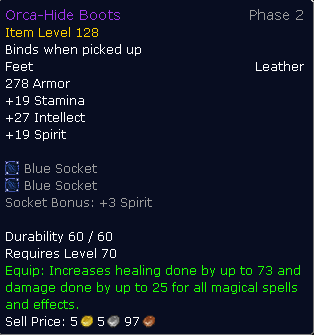 Orca-Hide Boots Phase 2
Item Level 128
Binds when picked up
Feet Leather
278 Armor
+19 Stamina
+27 Intellect
+19 Spirit
Blue Socket
Blue Socket
Socket Bonus: +3 Spirit
Durability 60 / 60
Requires Level 70
Equip: Increases healing done by up to 73 and
damage done by up to 25 for all magical spells
and effects.
Sell Price: 5 5 97